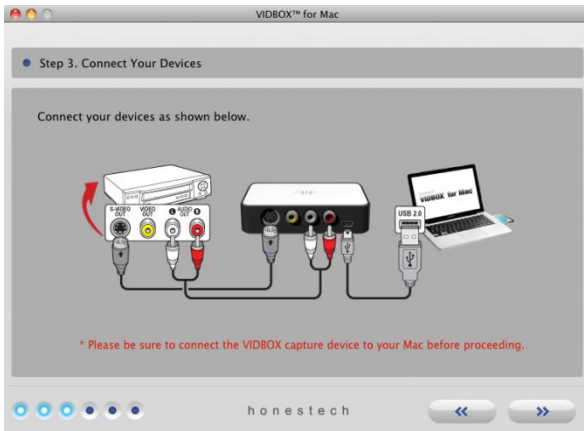 VIDBOX™ for Mac
Step 3. Connect Your Devices
Connect your devices as shown below.
S-VIDEO OUT
VIDEO OUT
L AUDIO OUT R
USB 2.0
VIDBOX for Mac
* Please be sure to connect the VIDBOX capture device to your Mac before proceeding.
honestech